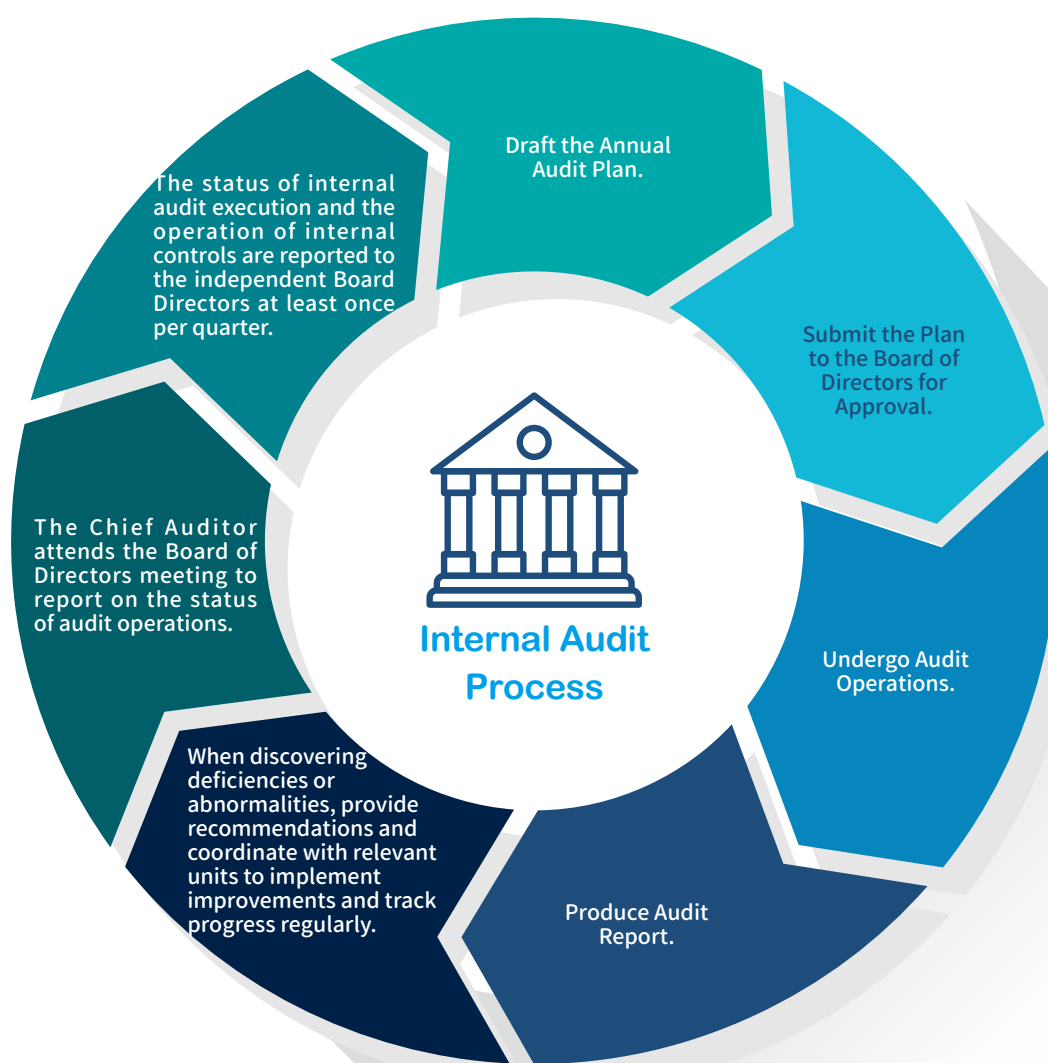 Draft the Annual
Audit Plan.
Submit the Plan
to the Board of
Directors for
Approval.
Undergo Audit
Operations.
Produce Audit
Report.
When discovering
deficiencies or
abnormalities, provide
recommendations and
coordinate with relevant
units to implement
improvements and track
progress regularly.
The Chief Auditor
attends the Board of
Directors meeting to
report on the status
of audit operations.
The status of internal
audit execution and the
operation of internal
controls are reported to
the independent Board
Directors at least once
per quarter.
Internal Audit
Process